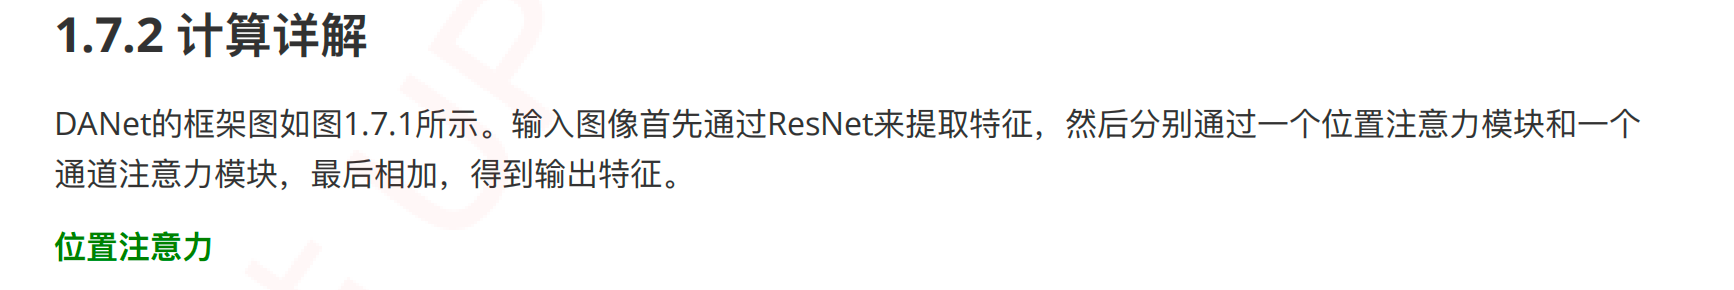 1.7.2 计算详解
DANet的框架图如图1.7.1所示。输入图像首先通过ResNet来提取特征，然后分别通过一个位置注意力模块和一个
通道注意力模块，最后相加，得到输出特征。
位置注意力
UP